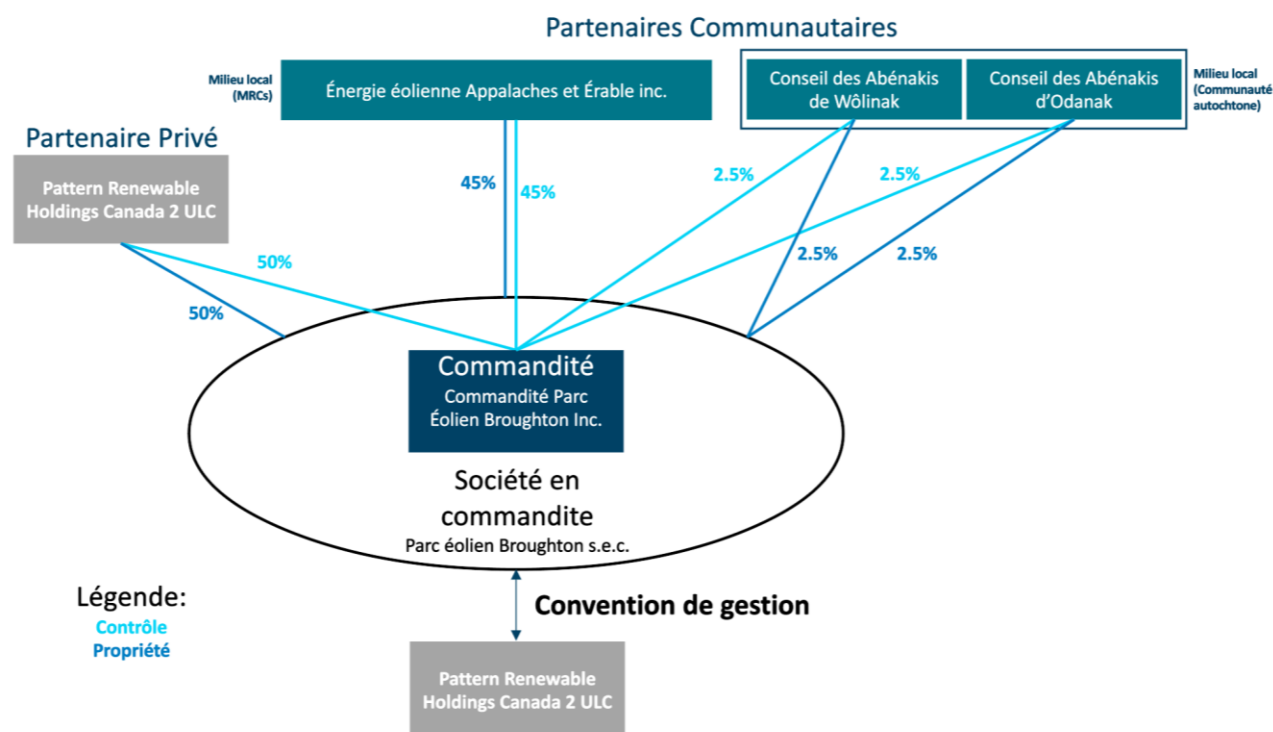 Partenaires Communautaires
Milieu local
(MRCs)
Énergie éolienne Appalaches et Érable inc.
Conseil des Abénakis
de Wôlinak
Conseil des Abénakis
d'Odanak
Milieu local
(Communauté
autochtone)
Partenaire Privé
Pattern Renewable
Holdings Canada 2 ULC
45%
45%
2.5%
2.5%
50%
2.5%
2.5%
50%
Commandité
Commandité Parc
Éolien Broughton Inc.
Société en
commandite
Parc éolien Broughton s.e.c.
Légende:
Contrôle
Propriété
Convention de gestion
Pattern Renewable
Holdings Canada 2 ULC